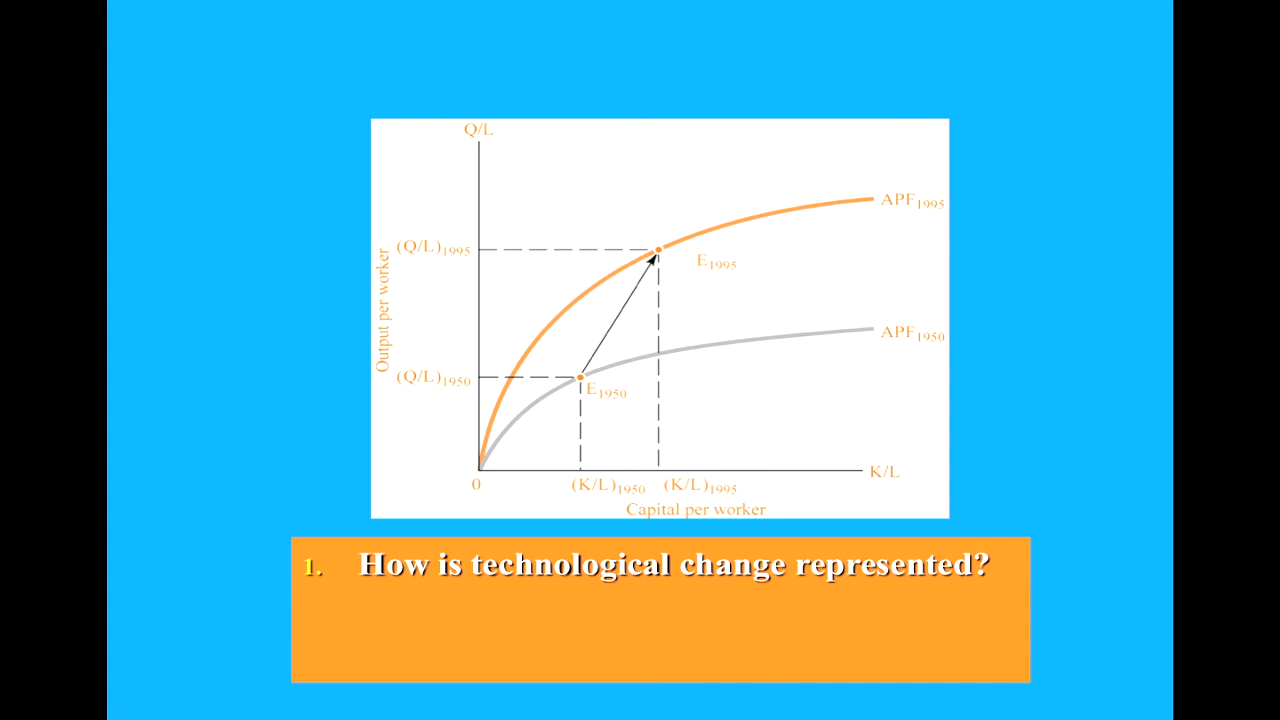 Q/L
APF1995
(Q/L)1995
E1995
Output per worker
APF1950
(Q/L)1950
E1950
0
K/L
(K/L)1950
(K/L)1995
Capital per worker
1. How is technological change represented?